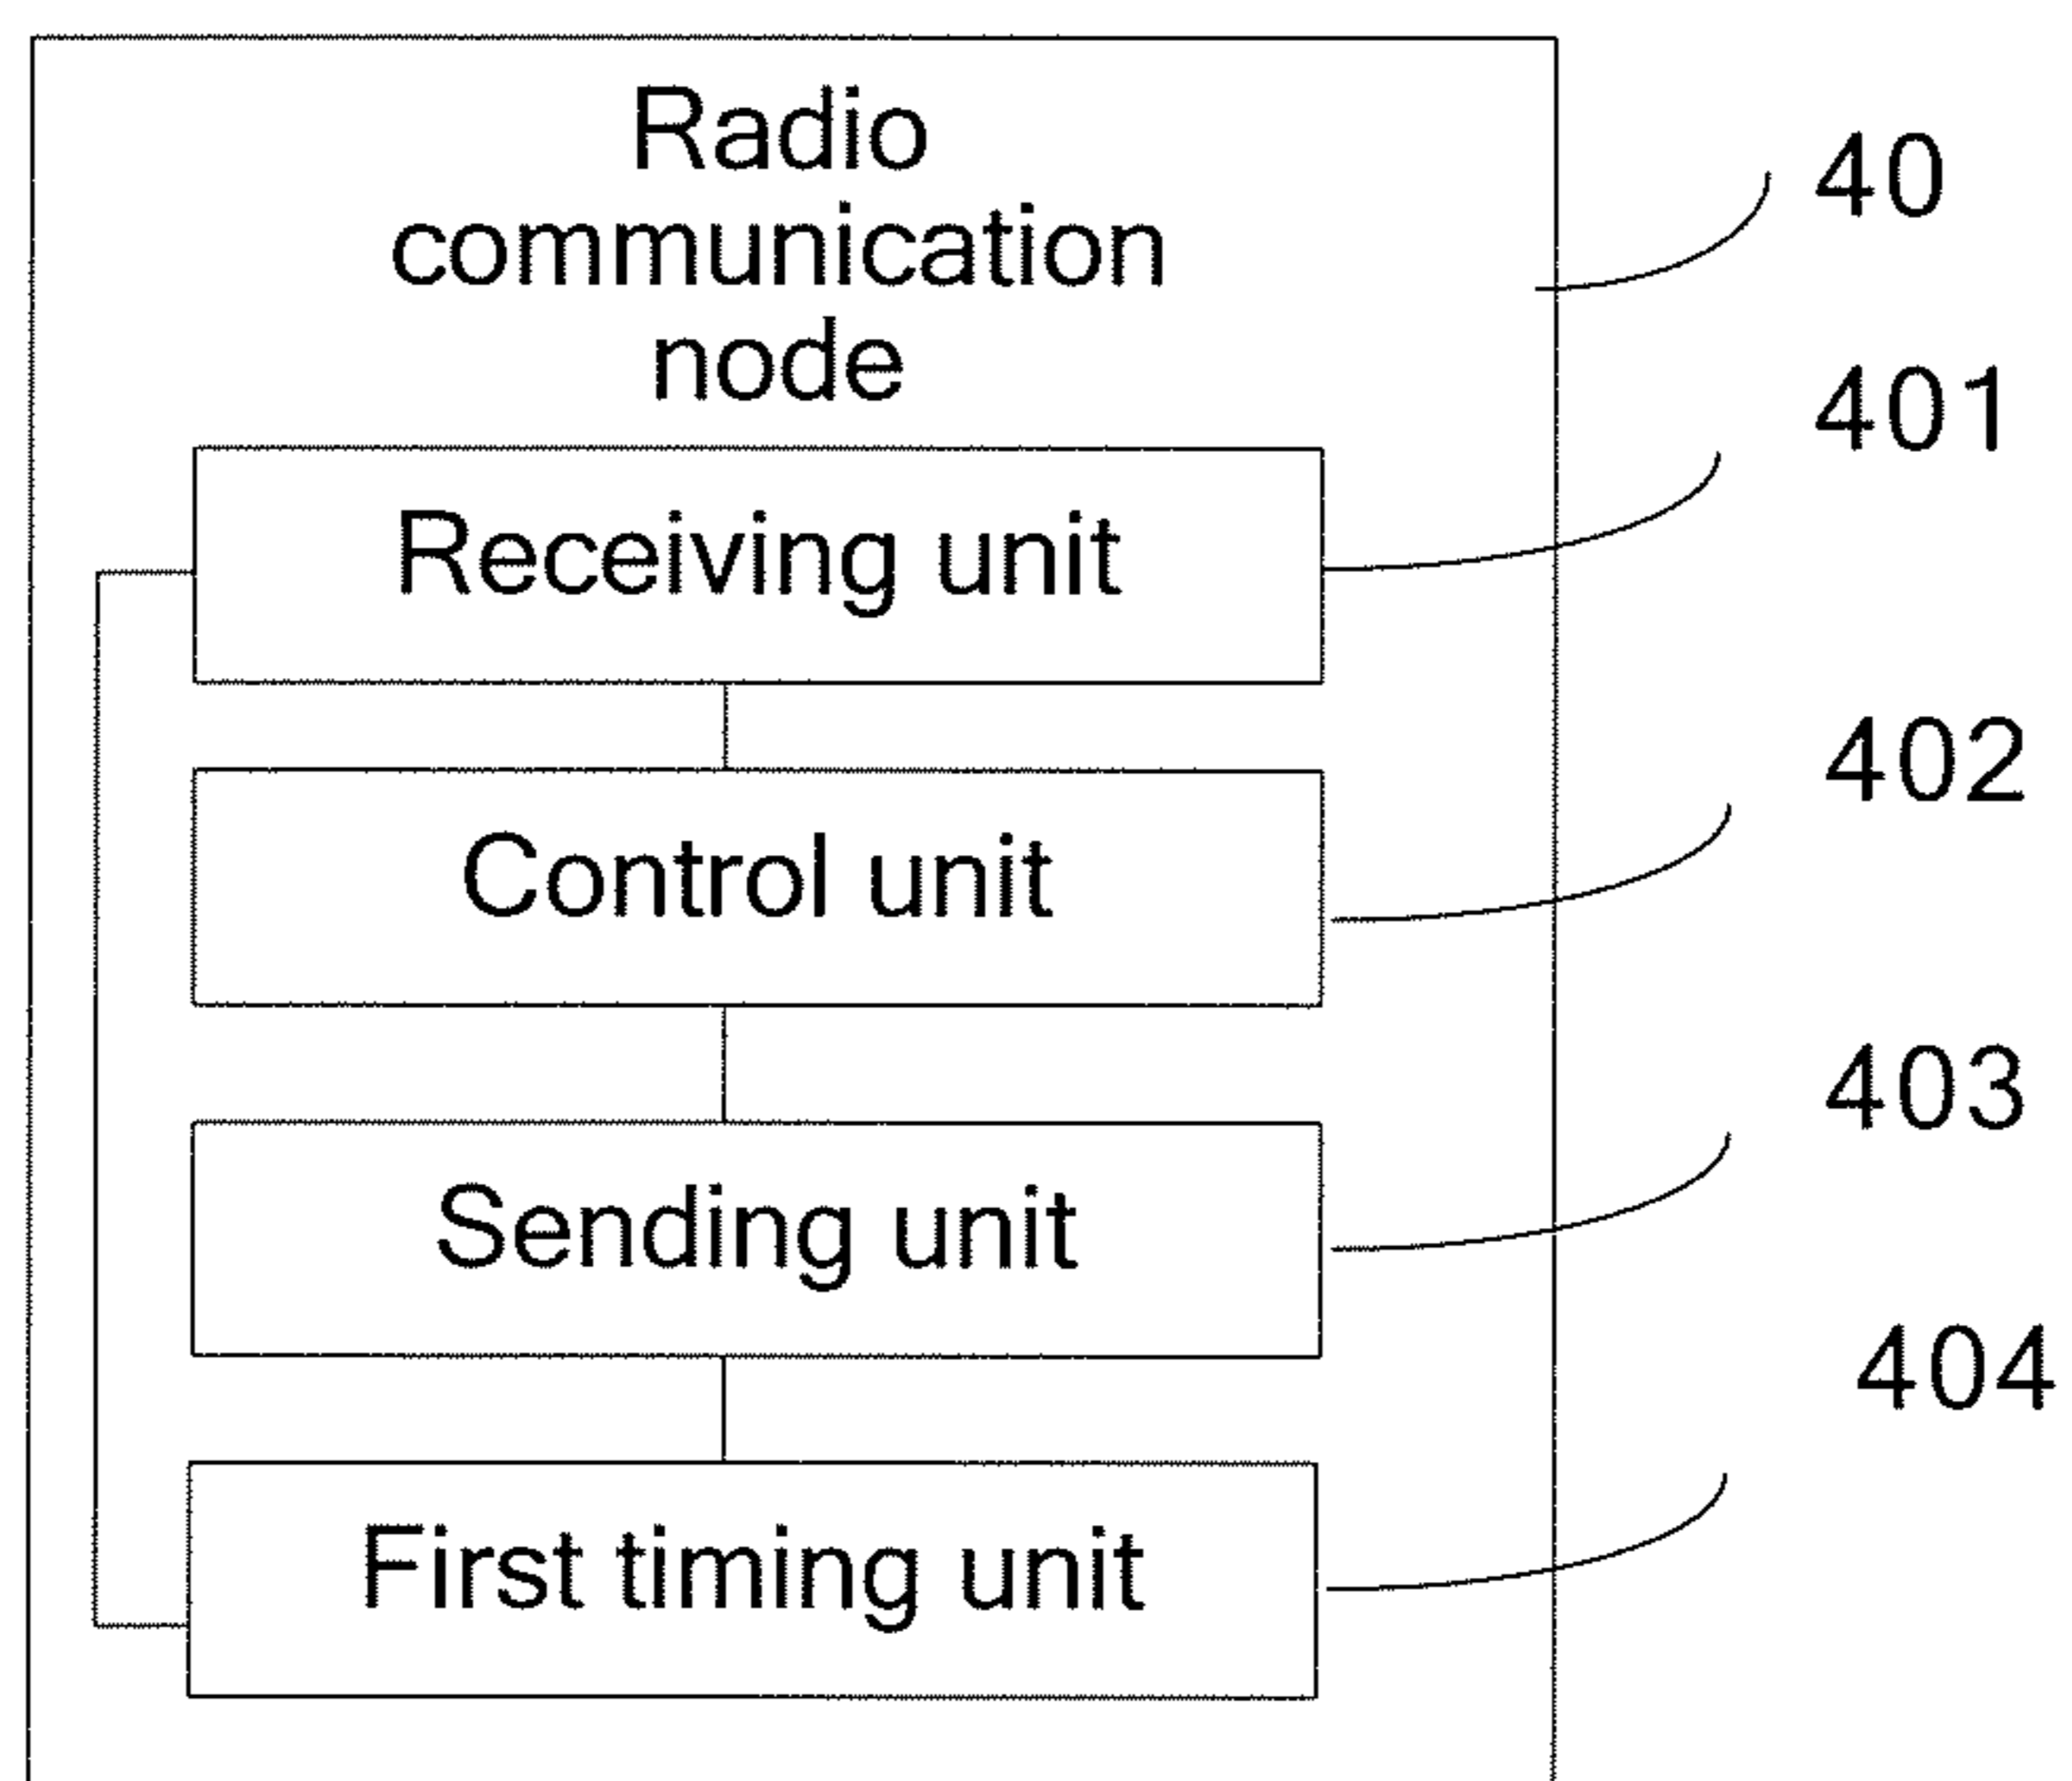 Radio
communication
node
40
401
Receiving unit
402
Control unit
403
Sending unit
404
First timing unit